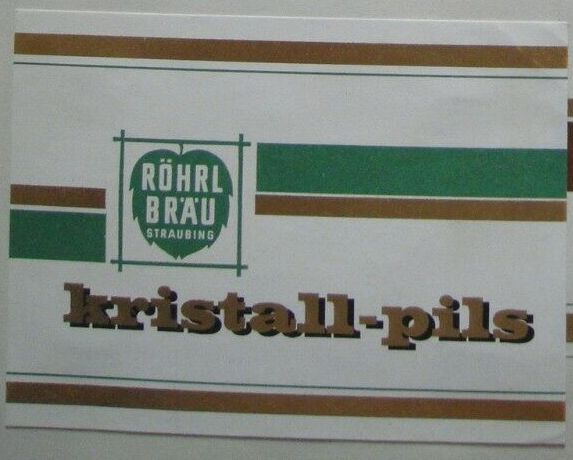 RÖHRL
BRÄU
STRAUBING
kristall-pils